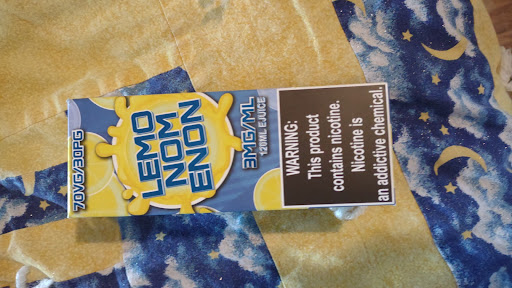 70VG/30PG
LEMO
NOM
ENON
3MG/ML
120ML EJUICE
WARNING:
This product
contains nicotine.
Nicotine is
an addictive chemical.